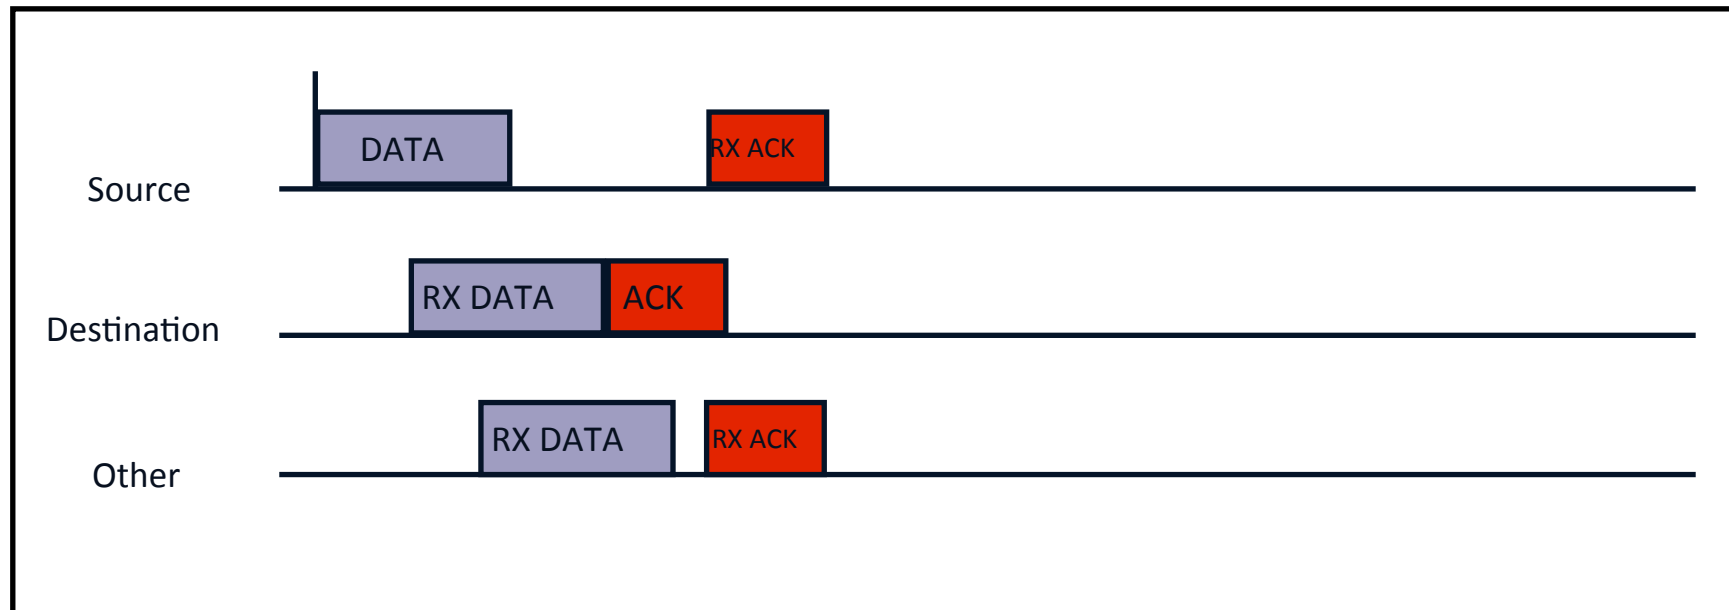 DATA
RX ACK
Source
RX DATA
ACK
Destination
RX DATA
RX ACK
Other